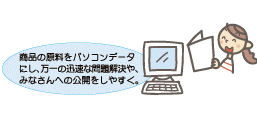 商品の原料をパソコンデータ
にし、万一の迅速な問題解決や、
みなさんへの公開をしやすく。